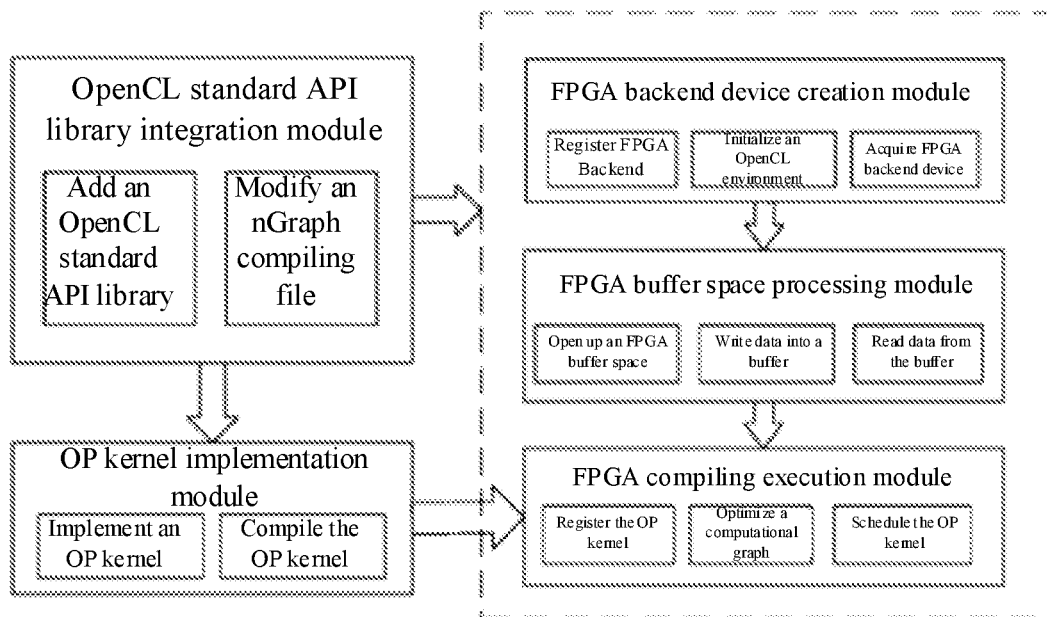 OpenCL standard API
library integration module
Add an
OpenCL
standard
API library
Modify an
nGraph
compiling
file
OP kernel implementation
module
Implement an
OP kernel
Compile the
OP kernel
FPGA backend device creation module
Register FPGA
Backend
Initialize an
OpenCL
environment
Acquire FPGA
backend device
FPGA buffer space processing module
Open up an FPGA
buffer space
Write data into a
buffer
Read data from
the buffer
FPGA compiling execution module
Register the OP
kernel
Optimize a
computational
graph
Schedule the OP
kernel